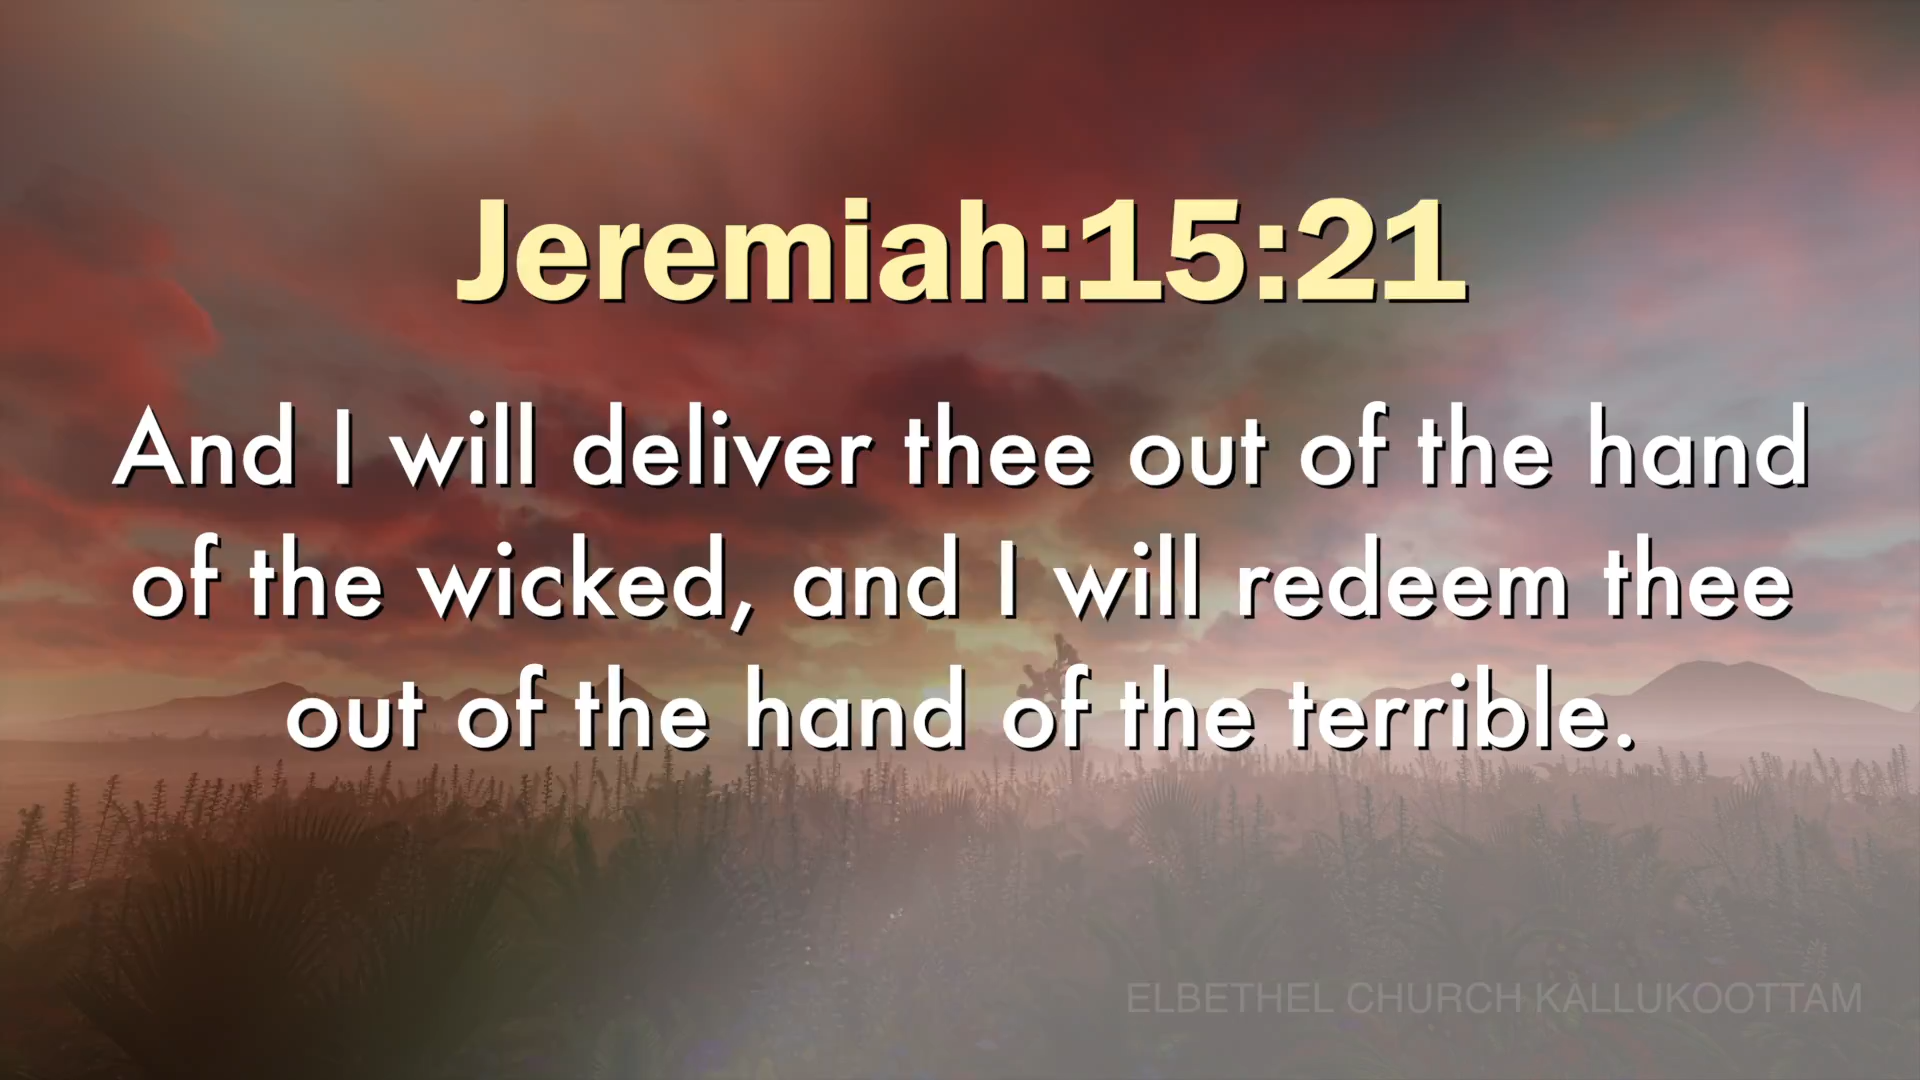 Jeremiah:15:21
And I will deliver thee out of the hand
of the wicked, and I will redeem thee
out of the hand of the terrible.
ELBETHEL CHURCH KALLUKOOTTAM